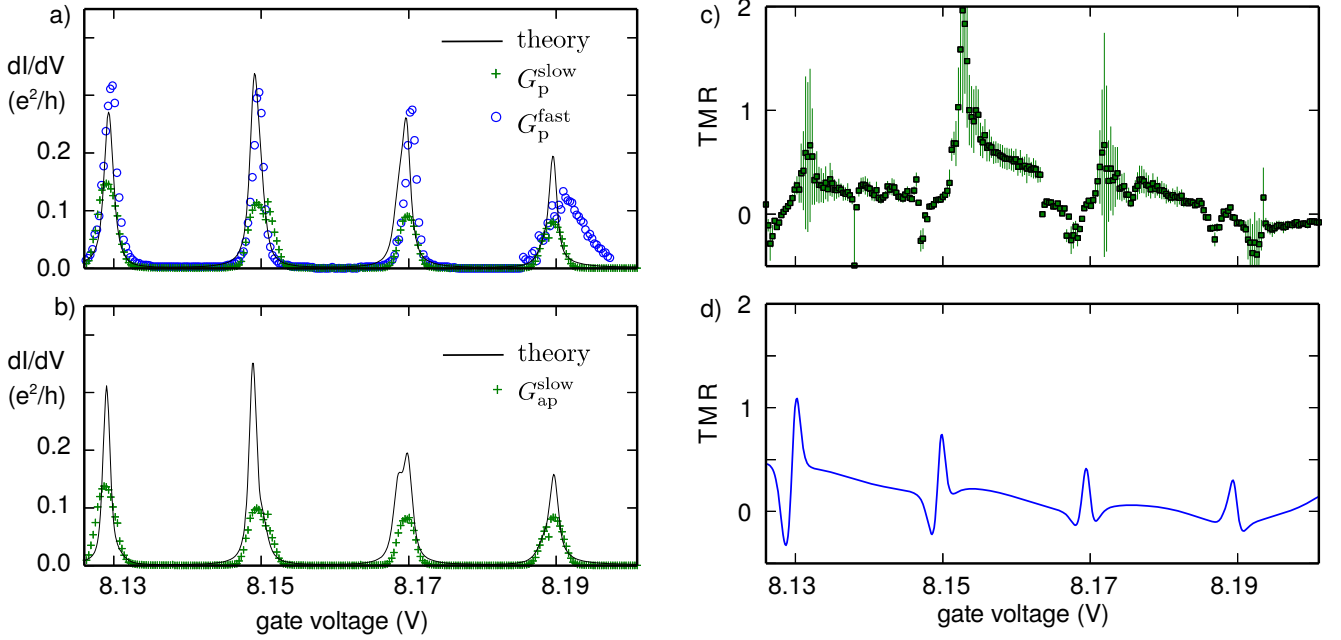 a)
dI/dV
(e²/h)
0.2
0.1
0.0
theory
G_p^slow
G_p^fast
b)
dI/dV
(e²/h)
0.2
0.1
0.0
theory
G_ap^slow
8.13 8.15 8.17 8.19
gate voltage (V)
c)
TMR
2
1
0
d)
TMR
2
1
0
8.13 8.15 8.17 8.19
gate voltage (V)